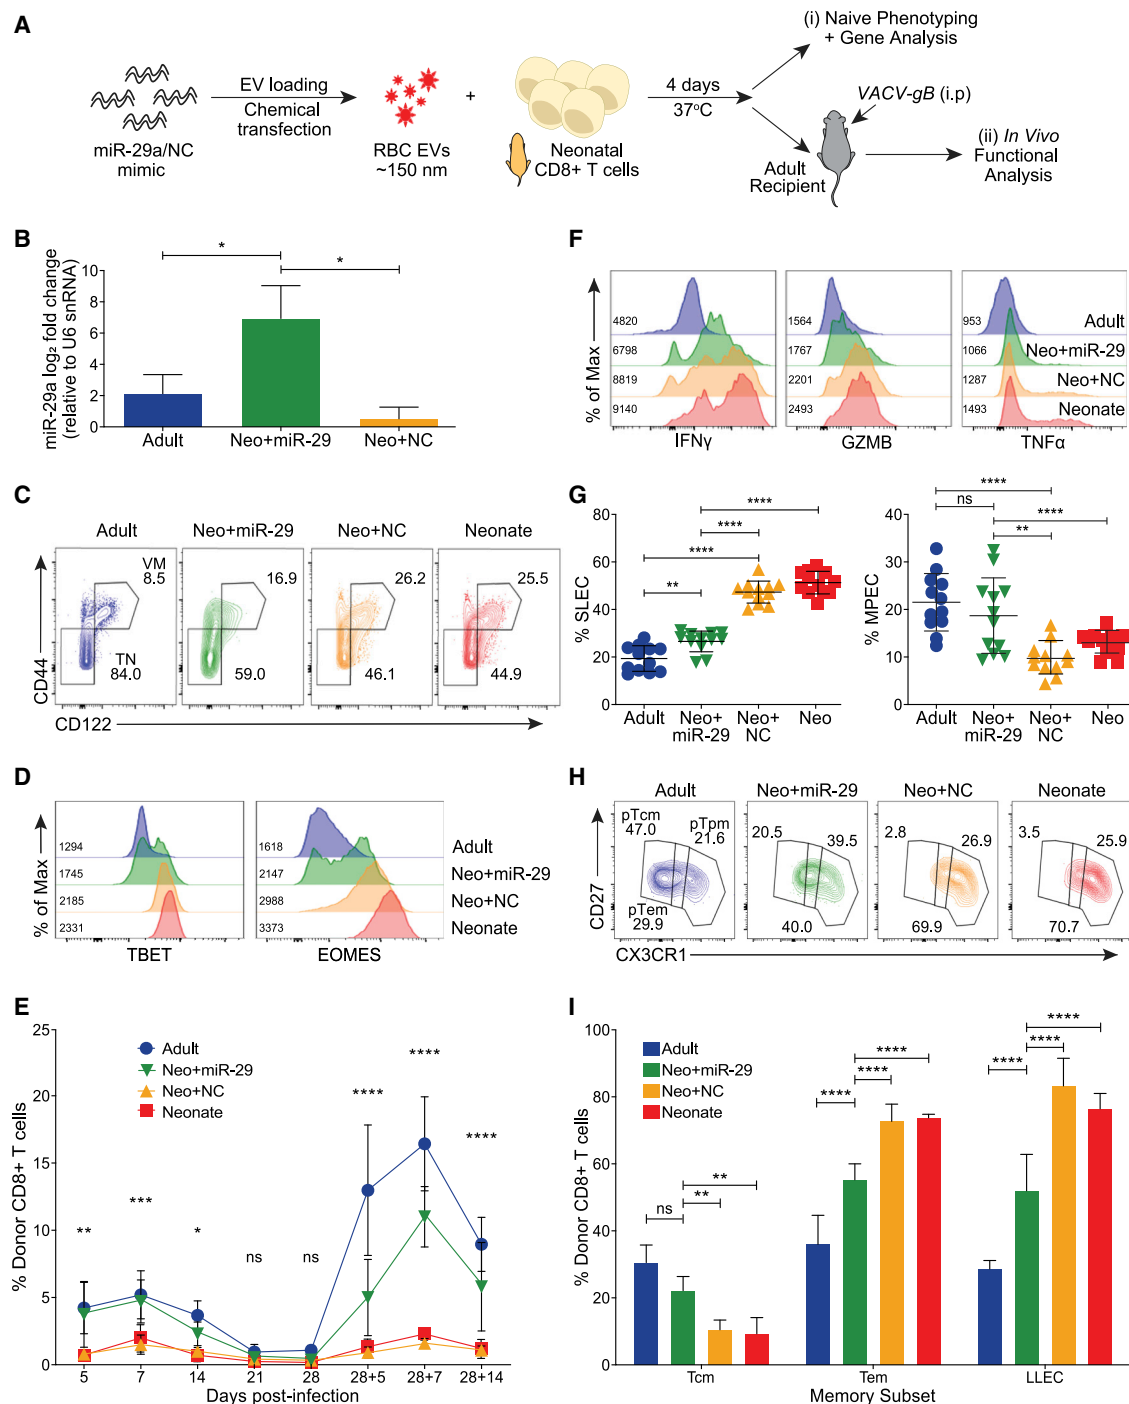 A
miR-29a/NC
mimic
EV loading
Chemical
transfection
RBC EVs
~150 nm
+
Neonatal
CD8+ T cells
4 days
37°C
(i) Naive Phenotyping
+ Gene Analysis
VACV-gB (i.p)
Adult
Recipient
(ii) In Vivo
Functional
Analysis
B
miR-29a log₂ fold change
(relative to U6 snRNA)
10
8
6
4
2
0
*
*
Adult Neo+miR-29 Neo+NC
F
% of Max
4820 1564 953 Adult
6798 1767 1066 Neo+miR-29
8819 2201 1287 Neo+NC
9140 2493 1493 Neonate
IFNγ GZMB TNFα
C
Adult Neo+miR-29 Neo+NC Neonate
VM
8.5 16.9 26.2 25.5
TN
84.0 59.0 46.1 44.9
CD44
CD122
G
% SLEC
80
60
40
20
0
****
****
****
**
Adult Neo+ Neo+ Neo
miR-29 NC
% MPEC
40
30
20
10
0
****
ns
****
**
Adult Neo+ Neo+ Neo
miR-29 NC
D
% of Max
1294 1618 Adult
1745 2147 Neo+miR-29
2185 2988 Neo+NC
2331 3373 Neonate
TBET EOMES
H
Adult Neo+miR-29 Neo+NC Neonate
pTcm
47.0
pTpm
21.6
20.5 39.5 2.8 26.9 3.5 25.9
pTem
29.9 40.0 69.9 70.7
CD27
CX3CR1
E
% Donor CD8+ T cells
25
20
15
10
5
0
Adult
Neo+miR-29
Neo+NC
Neonate
** *** * ns ns **** **** ****
5 7 14 21 28 28+5 28+7 28+14
Days post-infection
I
% Donor CD8+ T cells
100
80
60
40
20
0
Adult
Neo+miR-29
Neo+NC
Neonate
ns ** **
**** **** ****
**** **** ****
Tcm Tem LLEC
Memory Subset